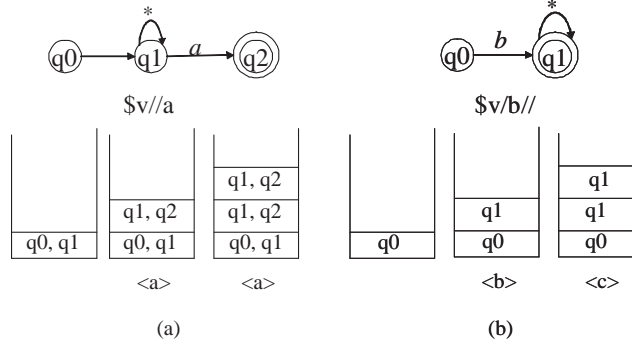 * *
q0 q1 a q2 q0 b q1
$v//a $v/b//
q1, q2 q1
q1, q2 q1, q2 q1 q1
q0, q1 q0, q1 q0, q1 q0 q0 q0
<a> <a> <b> <c>
(a) (b)